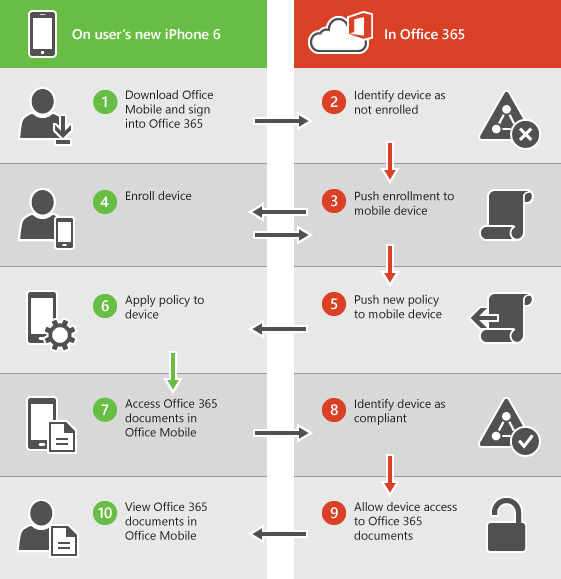 On user's new iPhone 6
In Office 365
1
Download Office
Mobile and sign
into Office 365
2
Identify device as
not enrolled
4
Enroll device
3
Push enrollment to
mobile device
6
Apply policy to
device
5
Push new policy
to mobile device
7
Access Office 365
documents in
Office Mobile
8
Identify device as
compliant
10
View Office 365
documents in
Office Mobile
9
Allow device access
to Office 365
documents